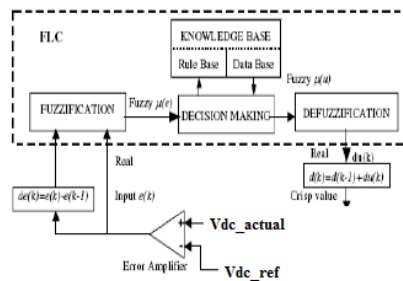 FLC
KNOWLEDGE BASE
Rule Base Data Base
Fuzzy μ(e)
Fuzzy μ(u)
FUZZIFICATION
DECISION MAKING
DEFUZZIFICATION
Real
Real
du(k)
de(k)=e(k)-e(k-1)
Input e(k)
d(k)=d(k-1)+du(k)
Crisp value
+
Vdc_actual
-
Vdc_ref
Error Amplifier